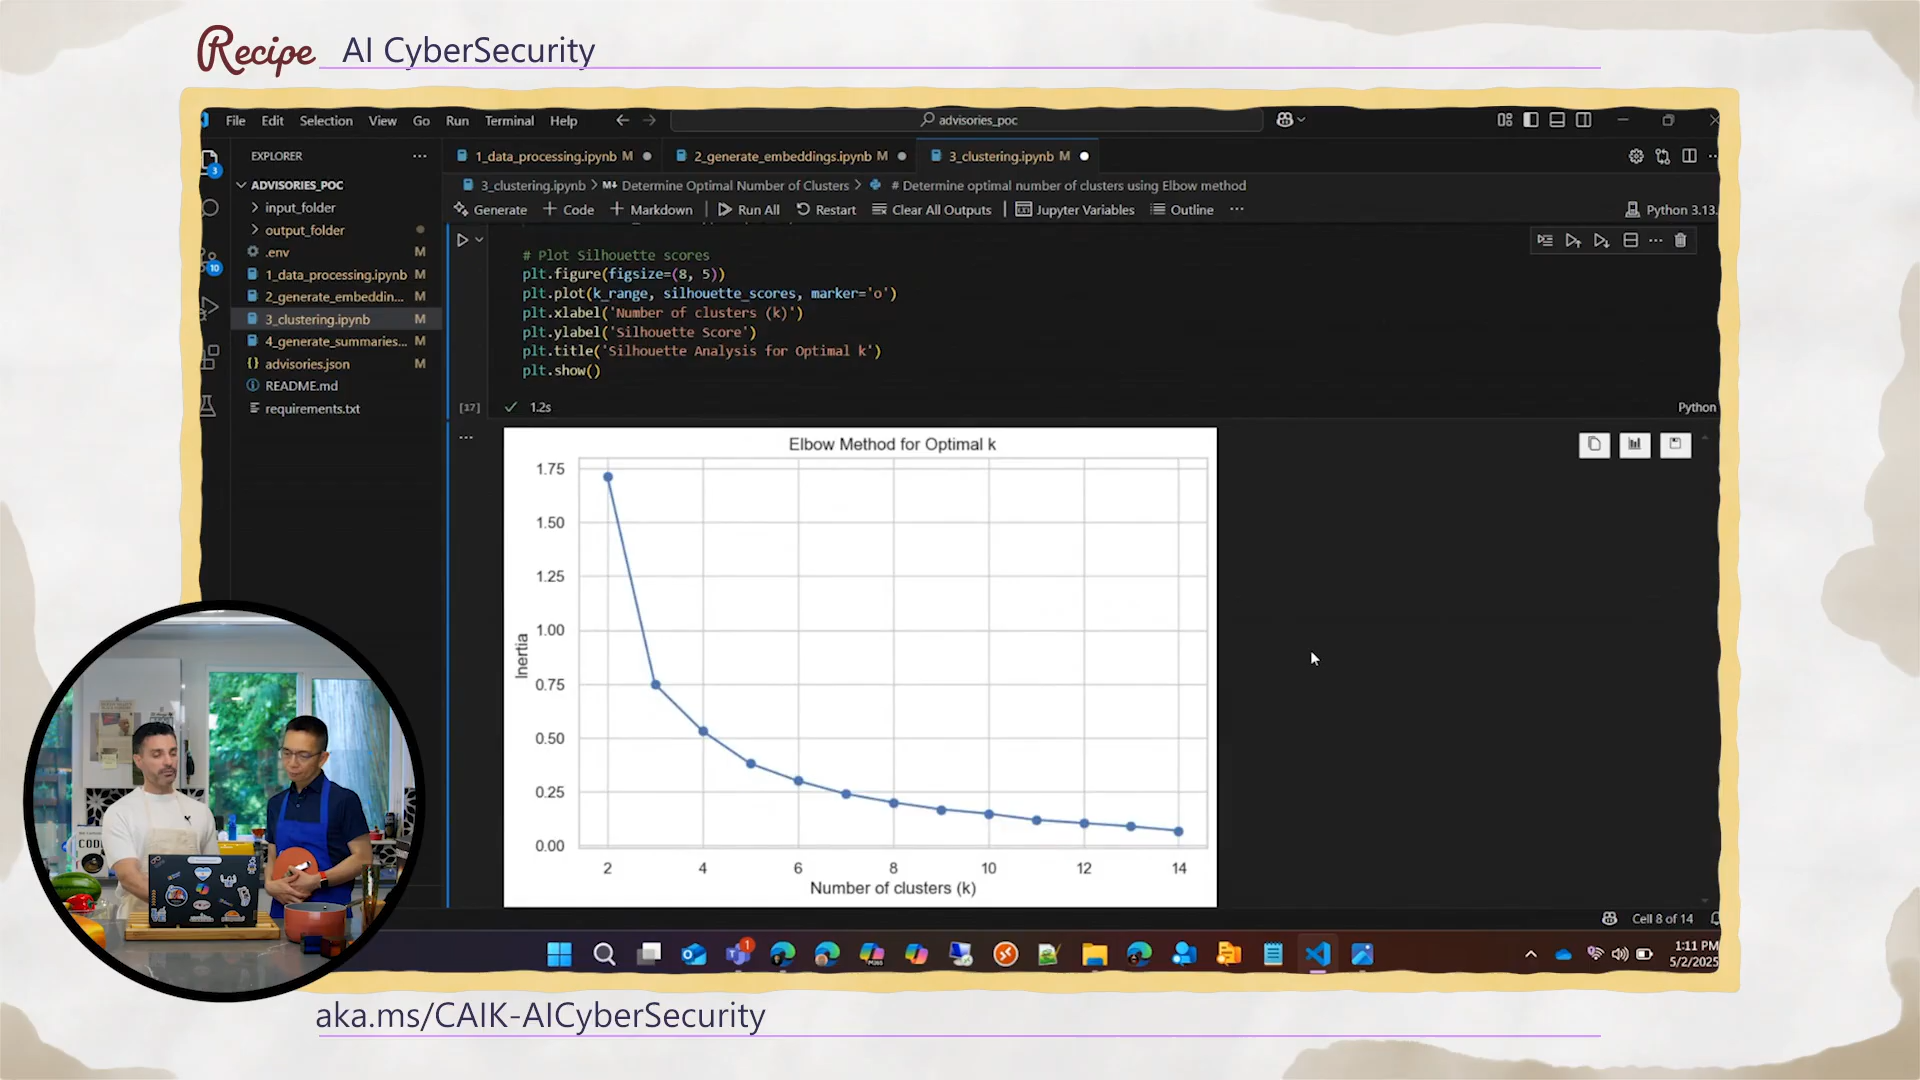 Recipe AI CyberSecurity
File Edit Selection View Go Run Terminal Help
advisories_poc
EXPLORER
ADVISORIES_POC
input_folder
output_folder
.env M
1_data_processing.ipynb M
2_generate_embeddin... M
3_clustering.ipynb M
4_generate_summaries... M
advisories.json M
README.md
requirements.txt
3
10
1_data_processing.ipynb M
2_generate_embeddings.ipynb M
3_clustering.ipynb M
3_clustering.ipynb > M↓ Determine Optimal Number of Clusters > # Determine optimal number of clusters using Elbow method
Generate + Code + Markdown | Run All Restart Clear All Outputs | Jupyter Variables Outline ...
Python 3.13.
# Plot Silhouette scores
plt.figure(figsize=(8, 5))
plt.plot(k_range, silhouette_scores, marker='o')
plt.xlabel('Number of clusters (k)')
plt.ylabel('Silhouette Score')
plt.title('Silhouette Analysis for Optimal k')
plt.show()
[17] ✓ 1.2s
Python
Elbow Method for Optimal k
1.75
1.50
1.25
1.00
0.75
0.50
0.25
0.00
Inertia
2 4 6 8 10 12 14
Number of clusters (k)
Cell 8 of 14
1
1:11 PM
5/2/2025
COD
aka.ms/CAIK-AICyberSecurity